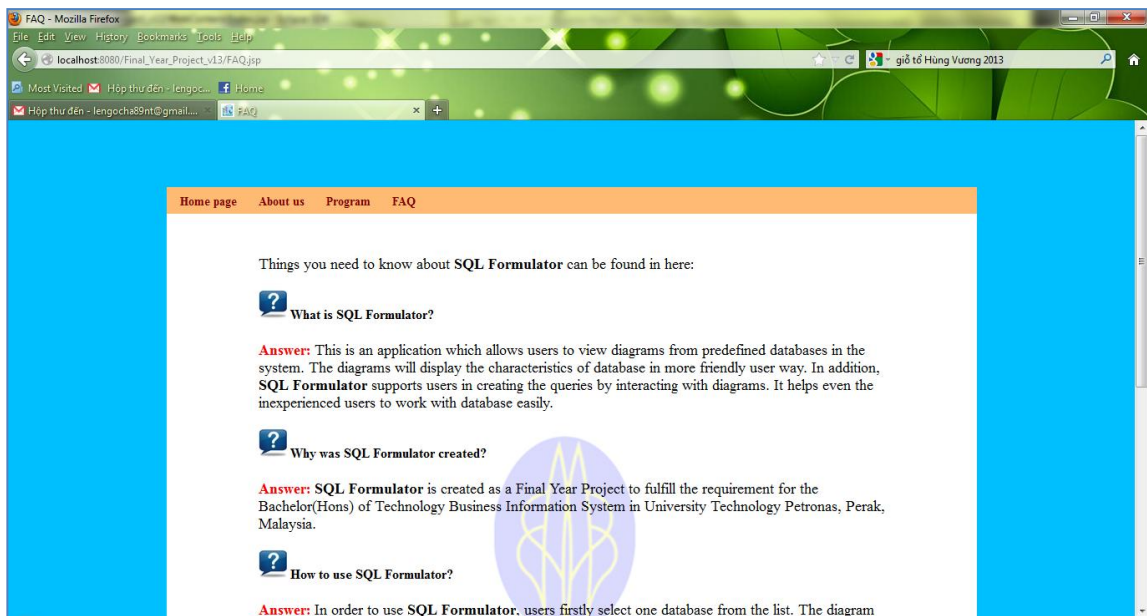 FAQ - Mozilla Firefox
File Edit View History Bookmarks Tools Help
localhost:8080/Final_Year_Project_v13/FAQ.jsp
giỗ tổ Hùng Vương 2013
Most Visited Hộp thư đến - lengoc... Home
Hộp thư đến - lengocha89nt@gmail.... FAQ
Home page About us Program FAQ
Things you need to know about SQL Formulator can be found in here:
What is SQL Formulator?
Answer: This is an application which allows users to view diagrams from predefined databases in the
system. The diagrams will display the characteristics of database in more friendly user way. In addition,
SQL Formulator supports users in creating the queries by interacting with diagrams. It helps even the
inexperienced users to work with database easily.
Why was SQL Formulator created?
Answer: SQL Formulator is created as a Final Year Project to fulfill the requirement for the
Bachelor(Hons) of Technology Business Information System in University Technology Petronas, Perak,
Malaysia.
How to use SQL Formulator?
Answer: In order to use SQL Formulator, users firstly select one database from the list. The diagram